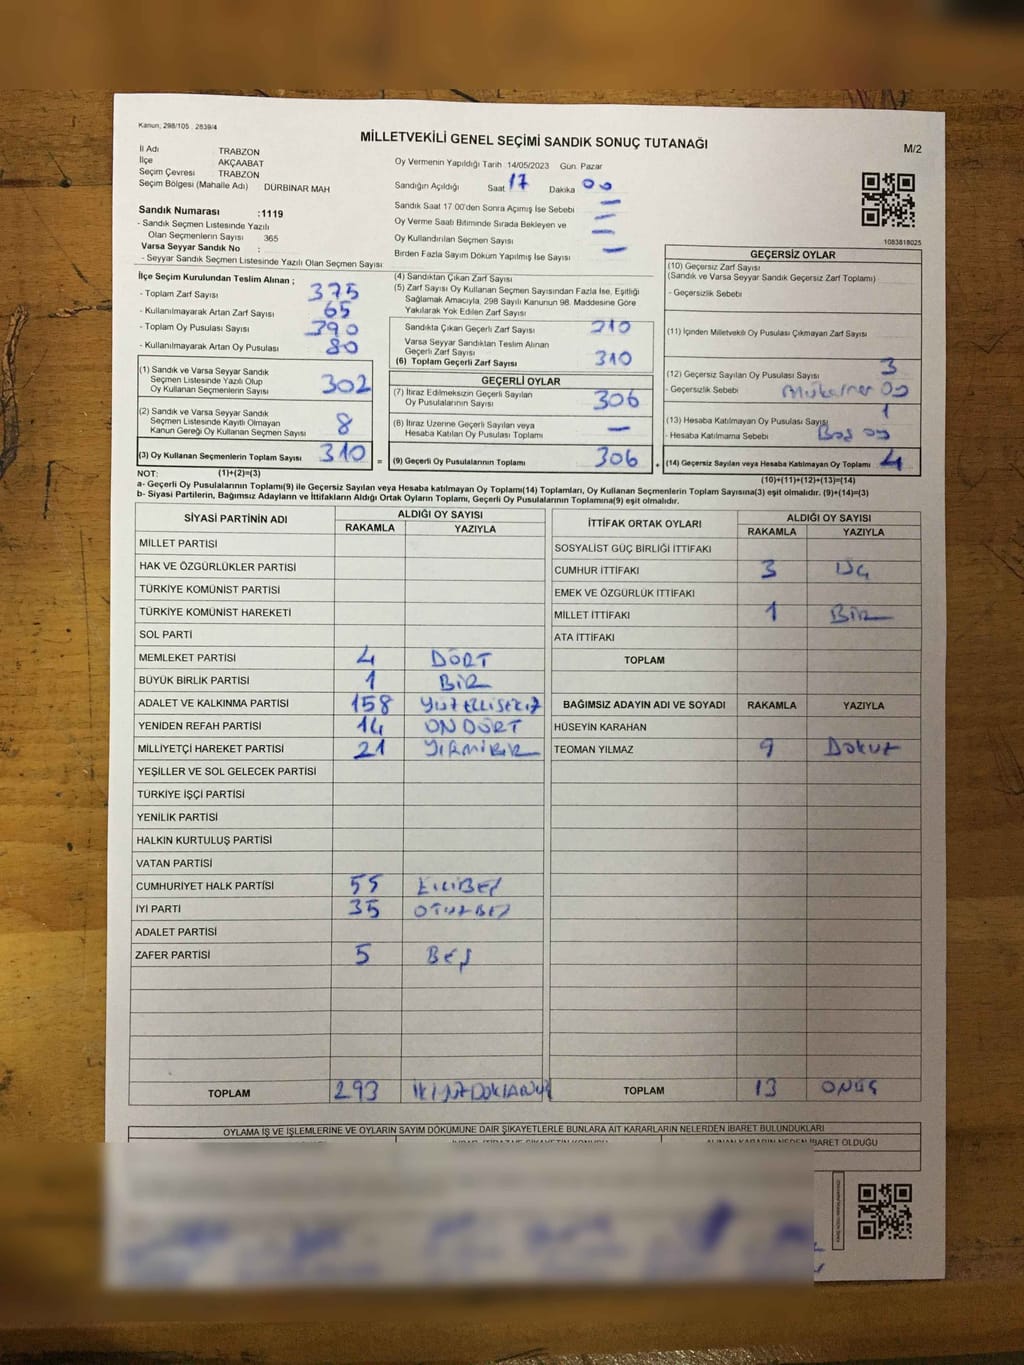 Kanun; 298/105 2839/4
MİLLETVEKİLİ GENEL SEÇİMİ SANDIK SONUÇ TUTANAĞI
M/2
İl Adı TRABZON
İlçe AKÇAABAT
Seçim Çevresi TRABZON
Seçim Bölgesi (Mahalle Adı) DÜRBİNAR MAH
Sandık Numarası :1119
- Sandık Seçmen Listesinde Yazılı
Olan Seçmenlerin Sayısı 365
Varsa Seyyar Sandık No :
- Seyyar Sandık Seçmen Listesinde Yazılı Olan Seçmen Sayısı
Oy Vermenin Yapıldığı Tarih 14/05/2023 Gün. Pazar
Sandığın Açıldığı Saat 17 Dakika 00
Sandık Saat 17 00'den Sonra Açımış İse Sebebi —
Oy Verme Saati Bitiminde Sırada Bekleyen ve —
Oy Kullandırılan Seçmen Sayısı —
Birden Fazla Sayım Döküm Yapılmış İse Sayısı —
1083818025
İlçe Seçim Kurulundan Teslim Alınan ;
- Toplam Zarf Sayısı 375
- Kullanılmayarak Artan Zarf Sayısı 65
- Toplam Oy Pusulası Sayısı 390
- Kullanılmayarak Artan Oy Pusulası 80
(1) Sandık ve Varsa Seyyar Sandık
Seçmen Listesinde Yazılı Olup
Oy Kullanan Seçmenlerin Sayısı 302
(2) Sandık ve Varsa Seyyar Sandık
Seçmen Listesinde Kayıtlı Olmayan
Kanun Gereği Oy Kullanan Seçmen Sayısı 8
(3) Oy Kullanan Seçmenlerin Toplam Sayısı 310 =
(4) Sandıktan Çıkan Zarf Sayısı
(5) Zarf Sayısı Oy Kullanan Seçmen Sayısından Fazla İse, Eşitliği
Sağlamak Amacıyla, 298 Sayılı Kanunun 98. Maddesine Göre
Yakılarak Yok Edilen Zarf Sayısı
Sandıkta Çıkan Geçerli Zarf Sayısı 310
Varsa Seyyar Sandıktan Teslim Alınan
Geçerli Zarf Sayısı
(6) Toplam Geçerli Zarf Sayısı 310
GEÇERLİ OYLAR
(7) İtiraz Edilmeksizin Geçerli Sayılan
Oy Pusulalarının Sayısı 306
(8) İtiraz Üzerine Geçerli Sayılan veya
Hesaba Katılan Oy Pusulası Toplamı —
(9) Geçerli Oy Pusulalarının Toplamı 306 +
GEÇERSİZ OYLAR
(10) Geçersiz Zarf Sayısı
(Sandık ve Varsa Seyyar Sandık Geçersiz Zarf Toplamı)
- Geçersizlik Sebebi
(11) İçinden Milletvekili Oy Pusulası Çıkmayan Zarf Sayısı
(12) Geçersiz Sayılan Oy Pusulası Sayısı 3
- Geçersizlik Sebebi Mükerrer Oy
(13) Hesaba Katılmayan Oy Pusulası Sayısı 1
- Hesaba Katılmama Sebebi Boş oy
(14) Geçersiz Sayılan veya Hesaba Katılmayan Oy Toplamı 4
NOT: (1)+(2)=(3) (10)+(11)+(12)+(13)=(14)
a- Geçerli Oy Pusulalarının Toplamı(9) ile Geçersiz Sayılan veya Hesaba Katılmayan Oy Toplamı(14) Toplamları, Oy Kullanan Seçmenlerin Toplam Sayısına(3) eşit olmalıdır. (9)+(14)=(3)
b- Siyasi Partilerin, Bağımsız Adayların ve İttifakların Aldığı Ortak Oyların Toplamı, Geçerli Oy Pusulalarının Toplamına(9) eşit olmalıdır.
SİYASİ PARTİNİN ADI ALDIĞI OY SAYISI
RAKAMLA YAZIYLA
MİLLET PARTİSİ
HAK VE ÖZGÜRLÜKLER PARTİSİ
TÜRKİYE KOMÜNİST PARTİSİ
TÜRKİYE KOMÜNİST HAREKETİ
SOL PARTİ
MEMLEKET PARTİSİ 4 DÖRT
BÜYÜK BİRLİK PARTİSİ 1 BİR
ADALET VE KALKINMA PARTİSİ 158 YÜZELLİSEKİZ
YENİDEN REFAH PARTİSİ 14 ON DÖRT
MİLLİYETÇİ HAREKET PARTİSİ 21 YİRMİBİR
YEŞİLLER VE SOL GELECEK PARTİSİ
TÜRKİYE İŞÇİ PARTİSİ
YENİLİK PARTİSİ
HALKIN KURTULUŞ PARTİSİ
VATAN PARTİSİ
CUMHURİYET HALK PARTİSİ 55 ELLİBEŞ
İYİ PARTİ 35 OTUZBEŞ
ADALET PARTİSİ
ZAFER PARTİSİ 5 BEŞ
TOPLAM 293 İKİYÜZDOKSANÜÇ
İTTİFAK ORTAK OYLARI ALDIĞI OY SAYISI
RAKAMLA YAZIYLA
SOSYALİST GÜÇ BİRLİĞİ İTTİFAKI
CUMHUR İTTİFAKI 3 ÜÇ
EMEK VE ÖZGÜRLÜK İTTİFAKI
MİLLET İTTİFAKI 1 BİR
ATA İTTİFAKI
TOPLAM
BAĞIMSIZ ADAYIN ADI VE SOYADI RAKAMLA YAZIYLA
HÜSEYİN KARAHAN
TEOMAN YILMAZ 9 DOKUZ
TOPLAM 13 ONÜÇ
OYLAMA İŞ VE İŞLEMLERİNE VE OYLARIN SAYIM DÖKÜMÜNE DAİR ŞİKAYETLERLE BUNLARA AİT KARARLARIN NELERDEN İBARET BULUNDUKLARI
ALINAN KARARIN NEDEN İBARET OLDUĞU